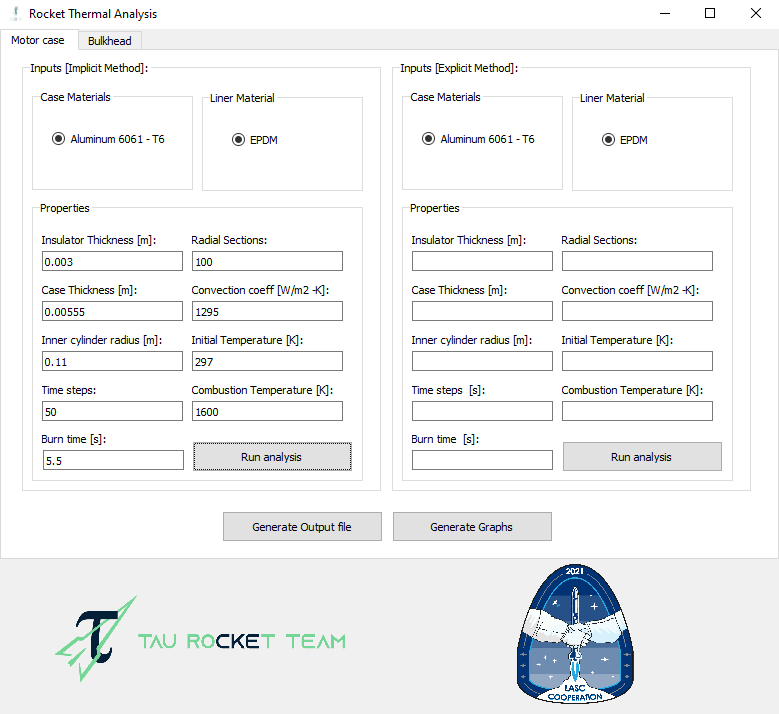 Rocket Thermal Analysis
Motor case
Bulkhead
Inputs [Implicit Method]:
Case Materials
Aluminum 6061 - T6
Liner Material
EPDM
Properties
Insulator Thickness [m]:
Radial Sections:
0.003
100
Case Thickness [m]:
Convection coeff [W/m2 -K]:
0.00555
1295
Inner cylinder radius [m]:
Initial Temperature [K]:
0.11
297
Time steps:
Combustion Temperature [K]:
50
1600
Burn time [s]:
5.5
Run analysis
Inputs [Explicit Method]:
Case Materials
Aluminum 6061 - T6
Liner Material
EPDM
Properties
Insulator Thickness [m]:
Radial Sections:
Case Thickness [m]:
Convection coeff [W/m2 -K]:
Inner cylinder radius [m]:
Initial Temperature [K]:
Time steps  [s]:
Combustion Temperature [K]:
Burn time  [s]:
Run analysis
Generate Output file
Generate Graphs
TAU ROCKET TEAM
2021
LASC
COOPERATION